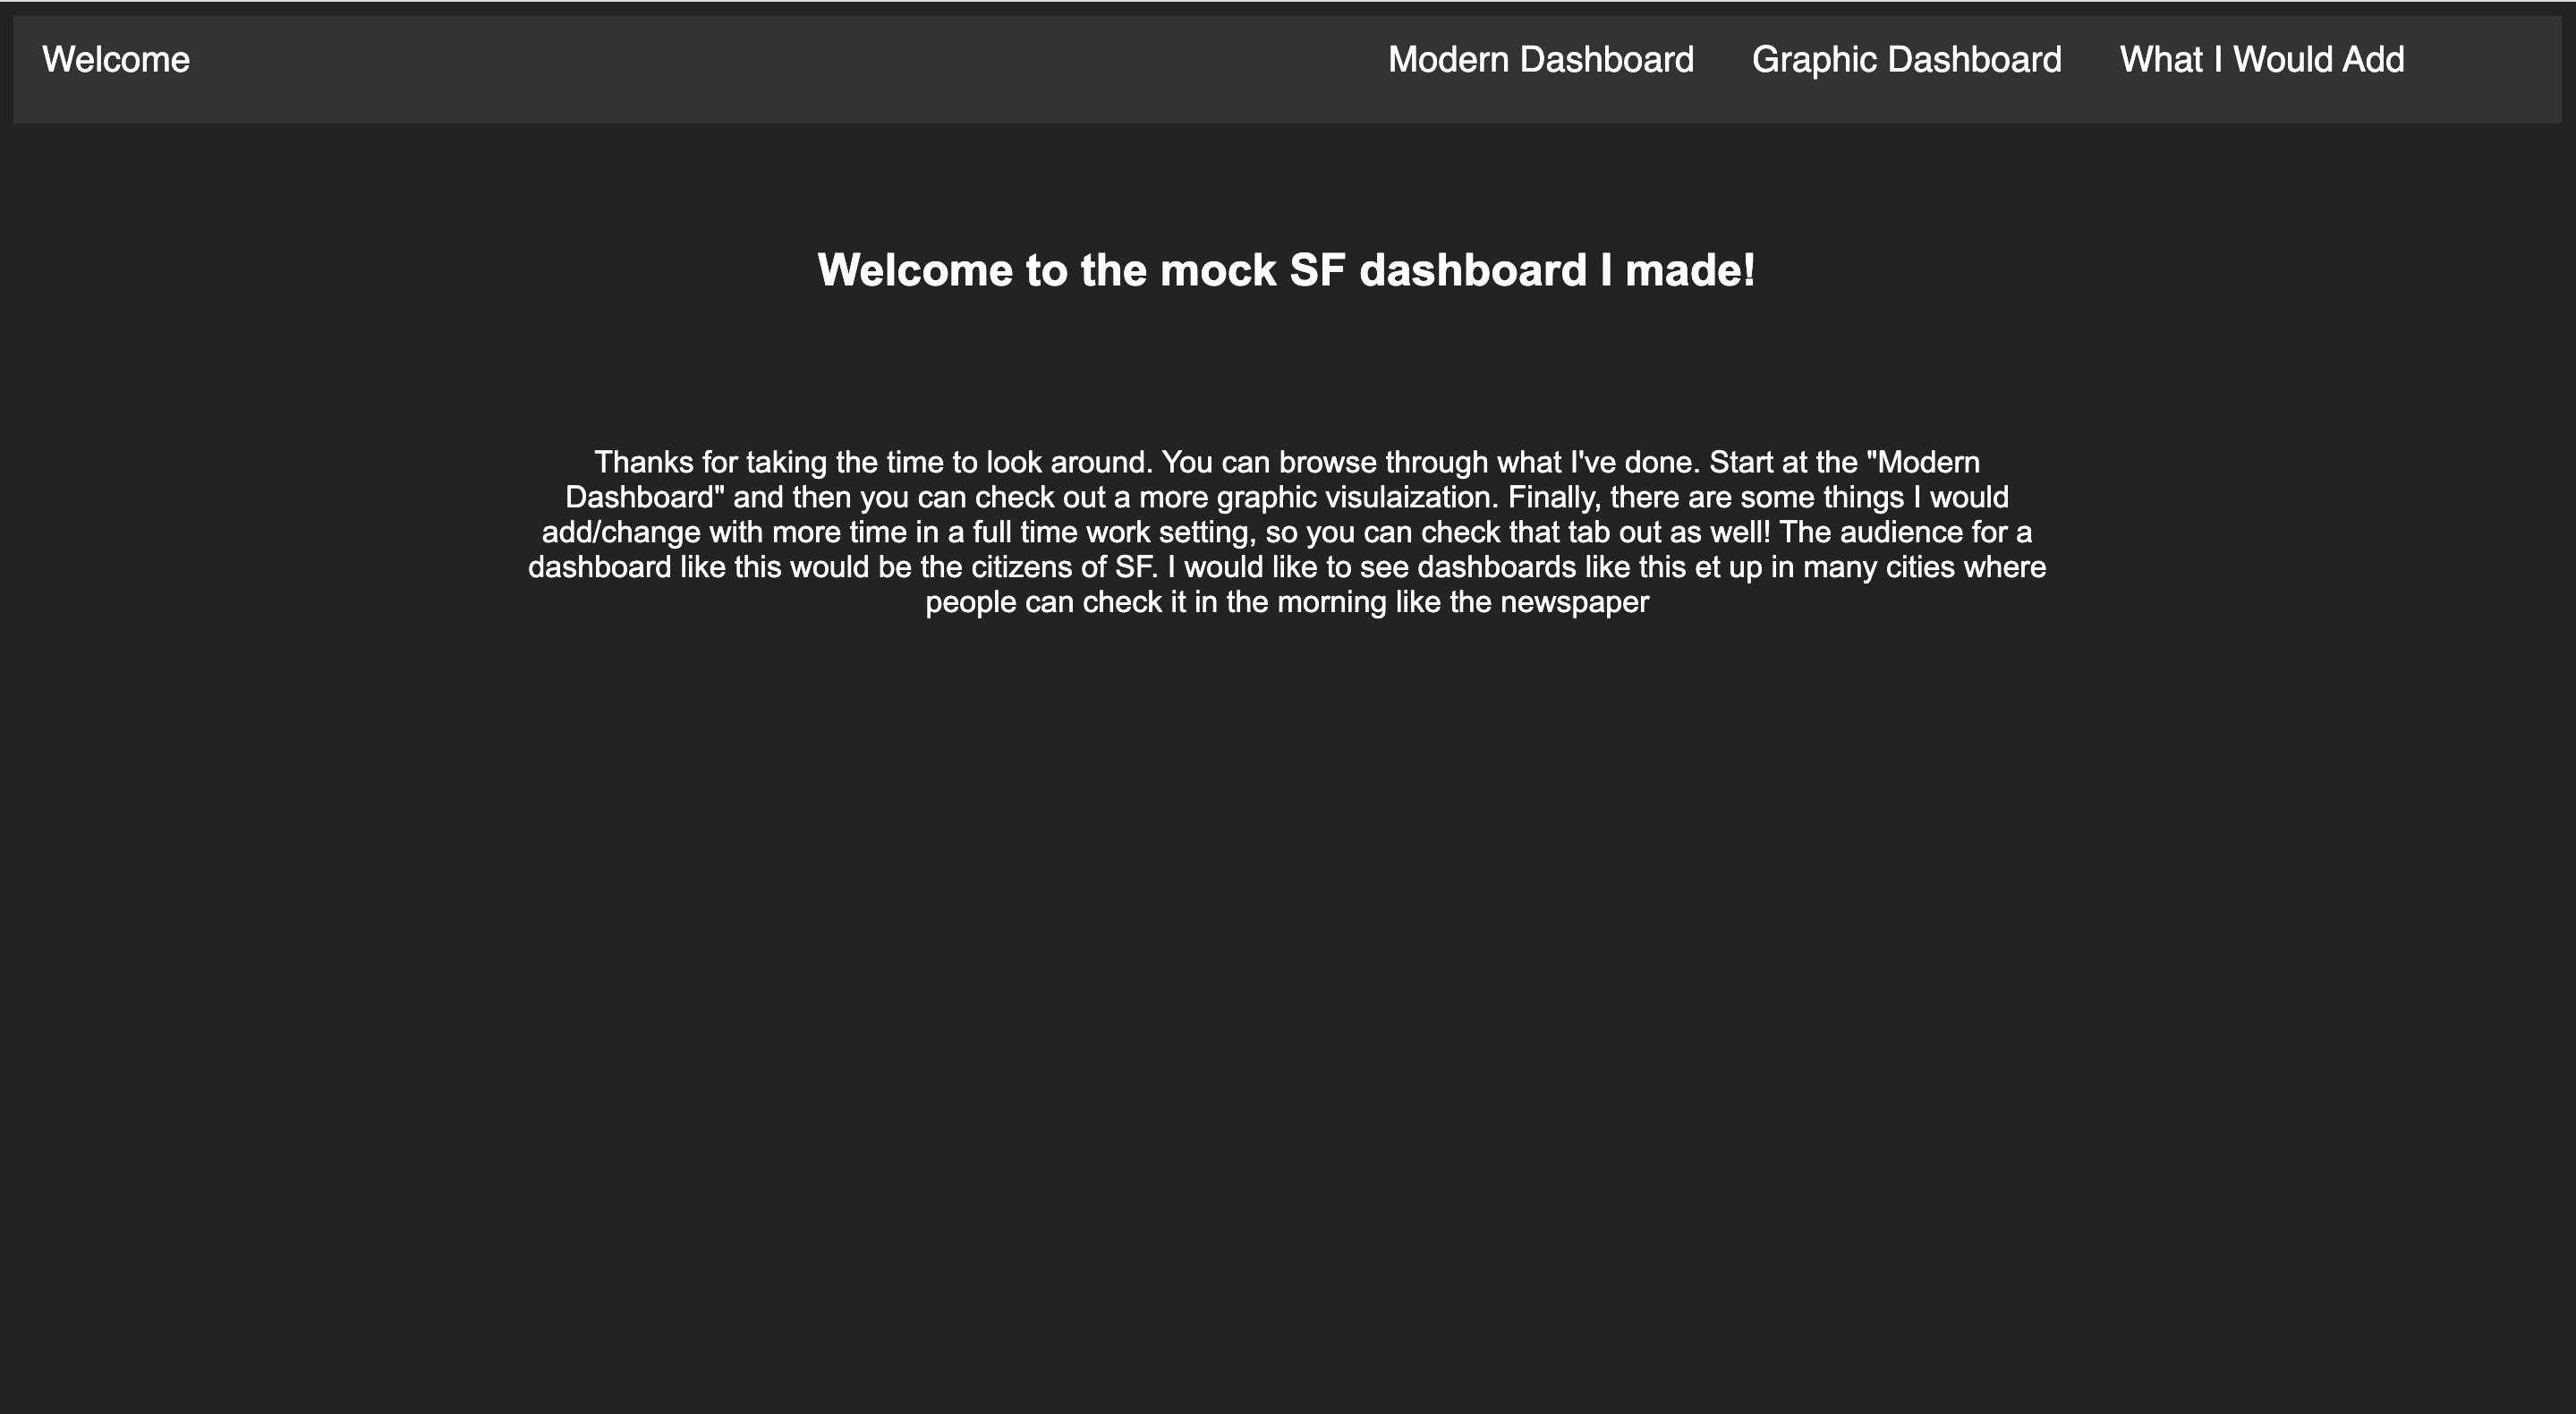 Welcome
Modern Dashboard
Graphic Dashboard
What I Would Add
Welcome to the mock SF dashboard I made!
Thanks for taking the time to look around. You can browse through what I've done. Start at the "Modern
Dashboard" and then you can check out a more graphic visulaization. Finally, there are some things I would
add/change with more time in a full time work setting, so you can check that tab out as well! The audience for a
dashboard like this would be the citizens of SF. I would like to see dashboards like this et up in many cities where
people can check it in the morning like the newspaper